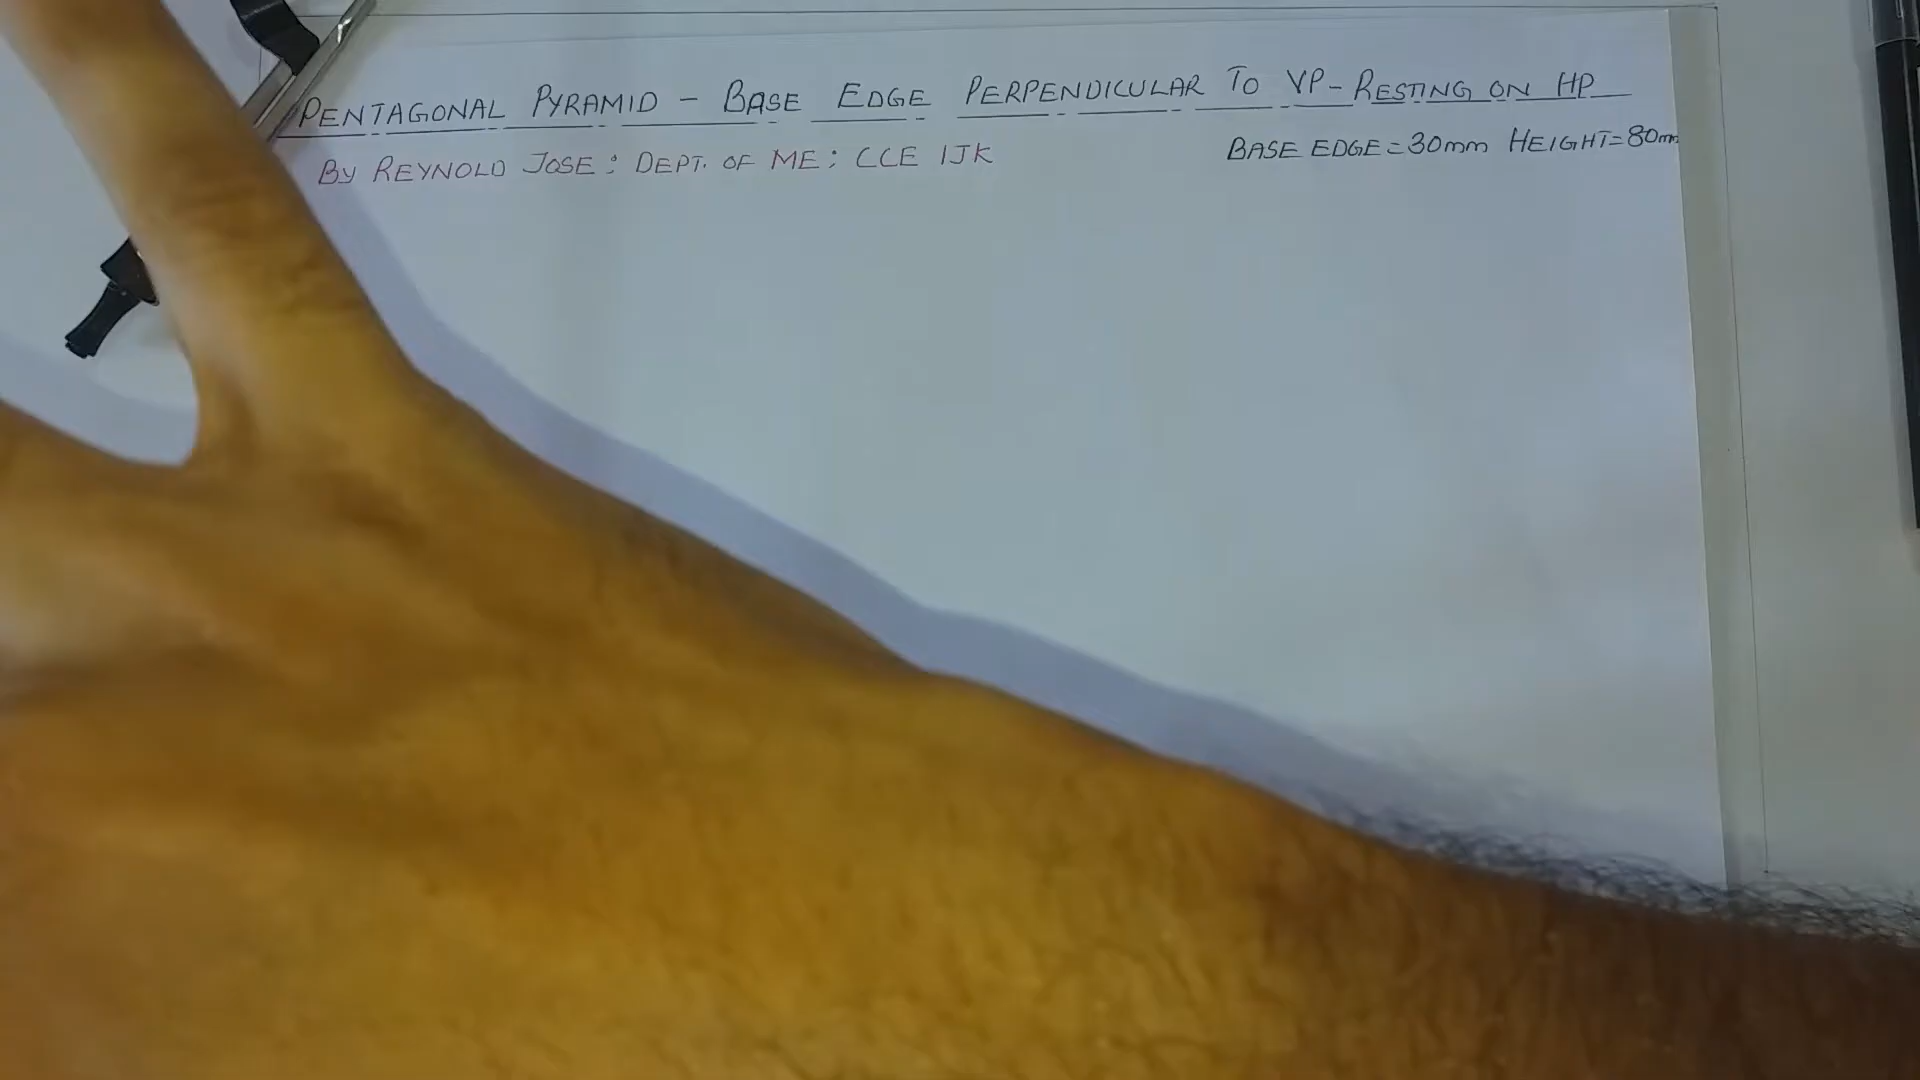 PENTAGONAL PYRAMID - BASE EDGE PERPENDICULAR TO VP - RESTING ON HP
By REYNOLD JOSE : DEPT. OF ME : CCE IJK
BASE EDGE = 30mm HEIGHT = 80mm